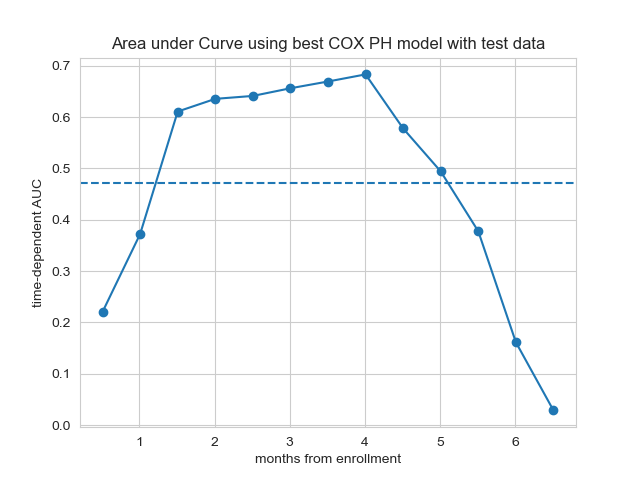 Area under Curve using best COX PH model with test data
0.7
0.6
0.5
0.4
0.3
0.2
0.1
0.0
time-dependent AUC
1 2 3 4 5 6
months from enrollment